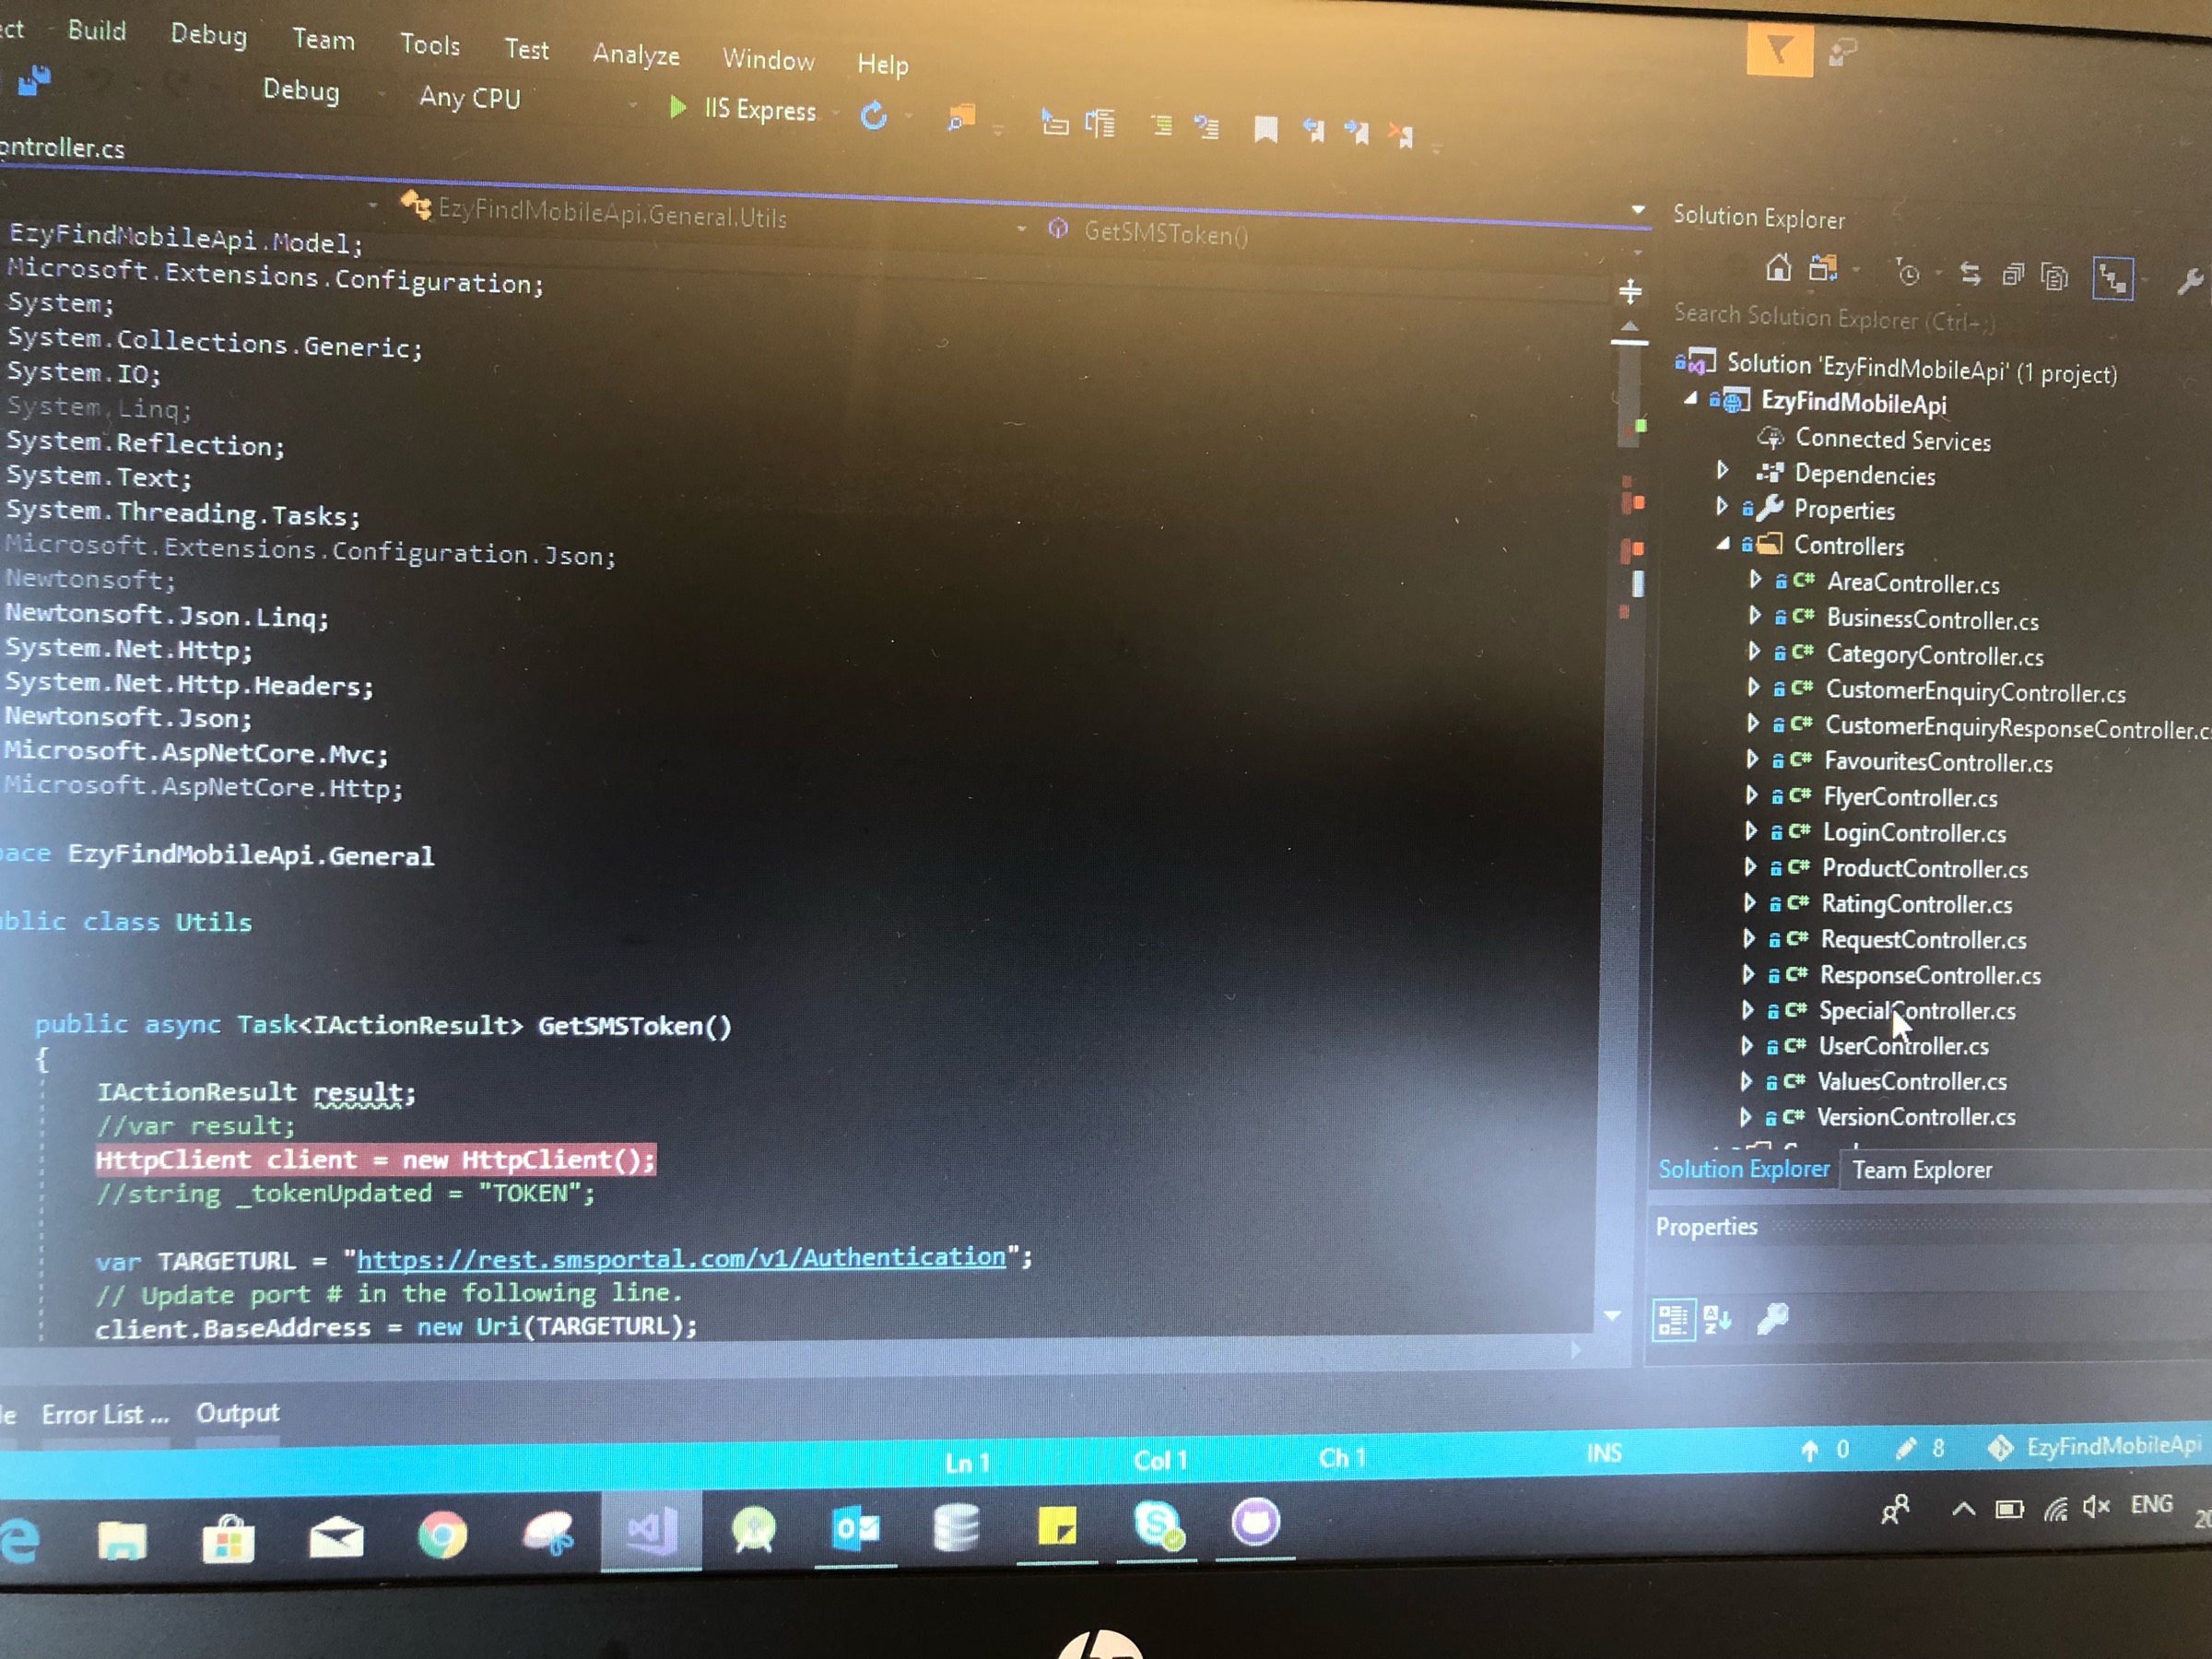 ect Build Debug Team Tools Test Analyze Window Help
Debug Any CPU IIS Express
ontroller.cs
EzyFindMobileApi.General.Utils GetSMSToken()
EzyFindMobileApi.Model;
Microsoft.Extensions.Configuration;
System;
System.Collections.Generic;
System.IO;
System.Linq;
System.Reflection;
System.Text;
System.Threading.Tasks;
Microsoft.Extensions.Configuration.Json;
Newtonsoft;
Newtonsoft.Json.Linq;
System.Net.Http;
System.Net.Http.Headers;
Newtonsoft.Json;
Microsoft.AspNetCore.Mvc;
Microsoft.AspNetCore.Http;
pace EzyFindMobileApi.General
ublic class Utils
public async Task<IActionResult> GetSMSToken()
{
IActionResult result;
//var result;
HttpClient client = new HttpClient();
//string _tokenUpdated = "TOKEN";
var TARGETURL = "https://rest.smsportal.com/v1/Authentication";
// Update port # in the following line.
client.BaseAddress = new Uri(TARGETURL);
Solution Explorer
Search Solution Explorer (Ctrl+;)
Solution 'EzyFindMobileApi' (1 project)
EzyFindMobileApi
Connected Services
Dependencies
Properties
Controllers
C# AreaController.cs
C# BusinessController.cs
C# CategoryController.cs
C# CustomerEnquiryController.cs
C# CustomerEnquiryResponseController.c
C# FavouritesController.cs
C# FlyerController.cs
C# LoginController.cs
C# ProductController.cs
C# RatingController.cs
C# RequestController.cs
C# ResponseController.cs
C# SpecialController.cs
C# UserController.cs
C# ValuesController.cs
C# VersionController.cs
Solution Explorer Team Explorer
Properties
Error List ... Output
Ln 1 Col 1 Ch 1 INS 0 8 EzyFindMobileApi
ENG